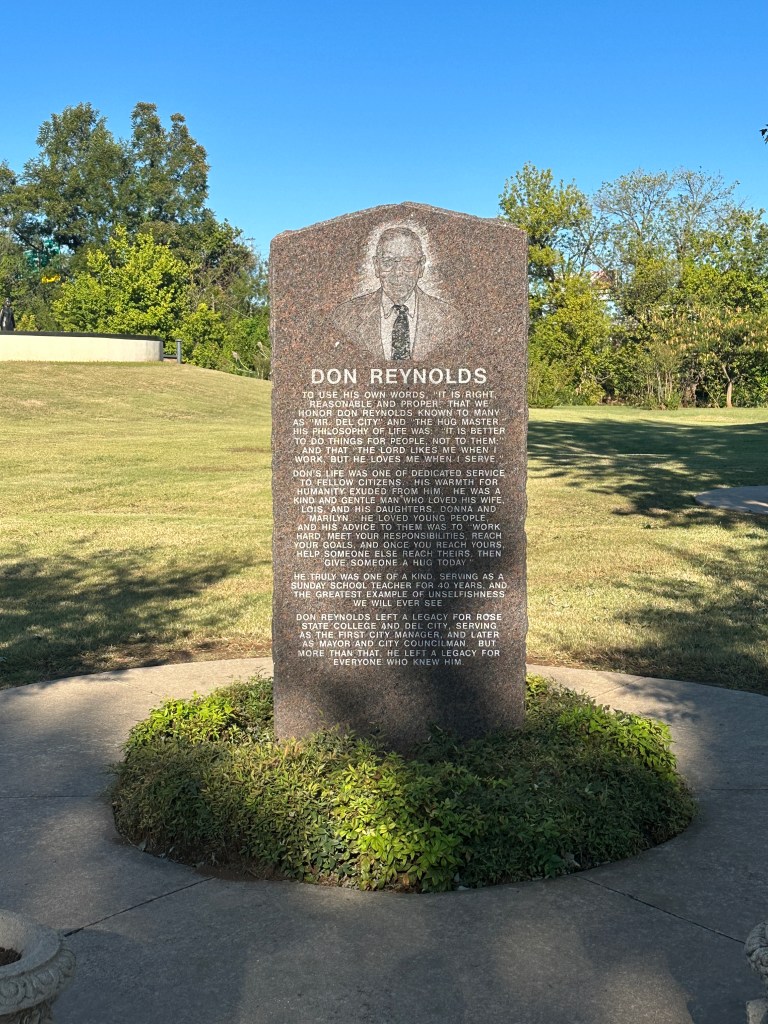 DON REYNOLDS
TO USE HIS OWN WORDS, "IT IS RIGHT,
REASONABLE AND PROPER" THAT WE
HONOR DON REYNOLDS KNOWN TO MANY
AS "MR. DEL CITY" AND "THE HUG MASTER."
HIS PHILOSOPHY OF LIFE WAS: "IT IS BETTER
TO DO THINGS FOR PEOPLE, NOT TO THEM;"
AND THAT "THE LORD LIKES ME WHEN I
WORK, BUT HE LOVES ME WHEN I SERVE."
DON'S LIFE WAS ONE OF DEDICATED SERVICE
TO FELLOW CITIZENS. HIS WARMTH FOR
HUMANITY EXUDED FROM HIM. HE WAS A
KIND AND GENTLE MAN WHO LOVED HIS WIFE,
LOIS, AND HIS DAUGHTERS, DONNA AND
MARILYN. HE LOVED YOUNG PEOPLE,
AND HIS ADVICE TO THEM WAS TO "WORK
HARD, MEET YOUR RESPONSIBILITIES, REACH
YOUR GOALS, AND ONCE YOU REACH YOURS,
HELP SOMEONE ELSE REACH THEIRS, THEN
GIVE SOMEONE A HUG TODAY."
HE TRULY WAS ONE OF A KIND, SERVING AS A
SUNDAY SCHOOL TEACHER FOR 40 YEARS, AND
THE GREATEST EXAMPLE OF UNSELFISHNESS
WE WILL EVER SEE.
DON REYNOLDS LEFT A LEGACY FOR ROSE
STATE COLLEGE AND DEL CITY, SERVING
AS THE FIRST CITY MANAGER, AND LATER
AS MAYOR AND CITY COUNCILMAN. BUT
MORE THAN THAT, HE LEFT A LEGACY FOR
EVERYONE WHO KNEW HIM.